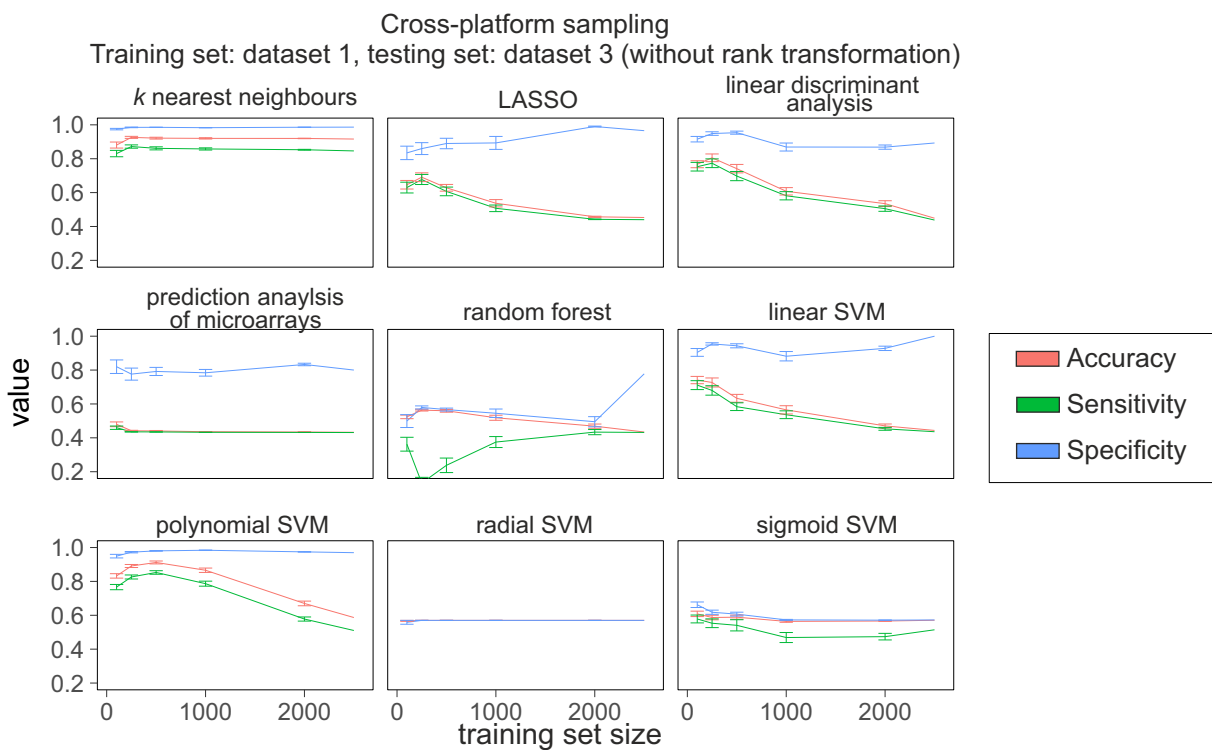 Cross-platform sampling
Training set: dataset 1, testing set: dataset 3 (without rank transformation)
k nearest neighbours
LASSO
linear discriminant
analysis
1.0
0.8
0.6
0.4
0.2
prediction anaylsis
of microarrays
random forest
linear SVM
1.0
0.8
0.6
0.4
0.2
value
Accuracy
Sensitivity
Specificity
polynomial SVM
radial SVM
sigmoid SVM
1.0
0.8
0.6
0.4
0.2
0 1000 2000
0 1000 2000
0 1000 2000
training set size